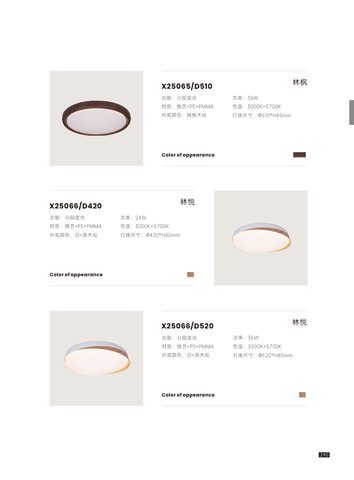 林枫
X25065/D510
功能：分段变光
功率：36W
材质：铁艺+PS+PMMA
色温：3000K+5700K
外观颜色：胡桃木纹
灯体尺寸：Φ510*H85mm
Color of appearance
林悦
X25066/D420
功能：分段变光
功率：24W
材质：铁艺+PS+PMMA
色温：3000K+5700K
外观颜色：白+原木纹
灯体尺寸：Φ420*H80mm
Color of appearance
林悦
X25066/D520
功能：分段变光
功率：36W
材质：铁艺+PS+PMMA
色温：3000K+5700K
外观颜色：白+原木纹
灯体尺寸：Φ520*H85mm
Color of appearance
290